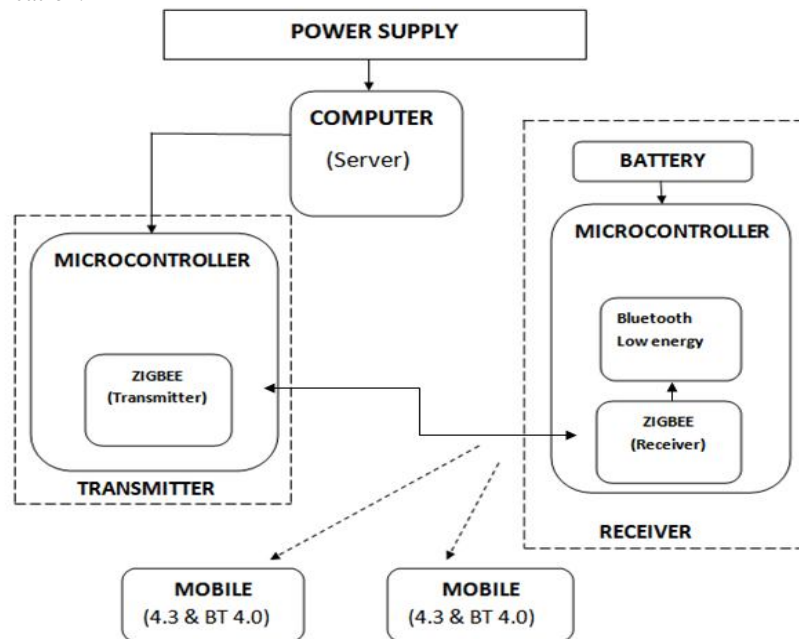 POWER SUPPLY
COMPUTER
(Server)
BATTERY
MICROCONTROLLER
MICROCONTROLLER
Bluetooth
Low energy
ZIGBEE
(Transmitter)
ZIGBEE
(Receiver)
TRANSMITTER
RECEIVER
MOBILE
(4.3 & BT 4.0)
MOBILE
(4.3 & BT 4.0)